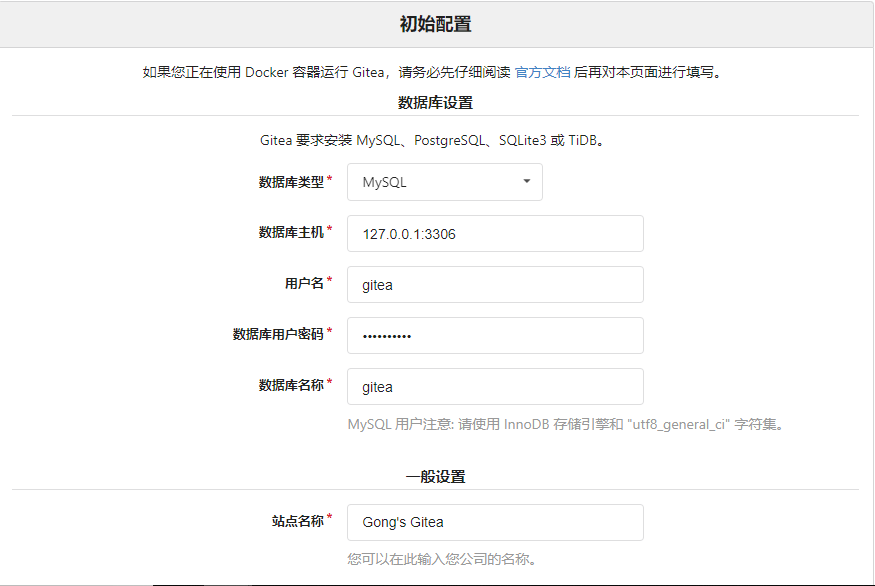 初始配置
如果您正在使用 Docker 容器运行 Gitea，请务必先仔细阅读 官方文档 后再对本页面进行填写。
数据库设置
Gitea 要求安装 MySQL、PostgreSQL、SQLite3 或 TiDB。
数据库类型* MySQL
数据库主机* 127.0.0.1:3306
用户名* gitea
数据库用户密码* ••••••••••
数据库名称* gitea
MySQL 用户注意: 请使用 InnoDB 存储引擎和 "utf8_general_ci" 字符集。
一般设置
站点名称* Gong's Gitea
您可以在此输入您公司的名称。